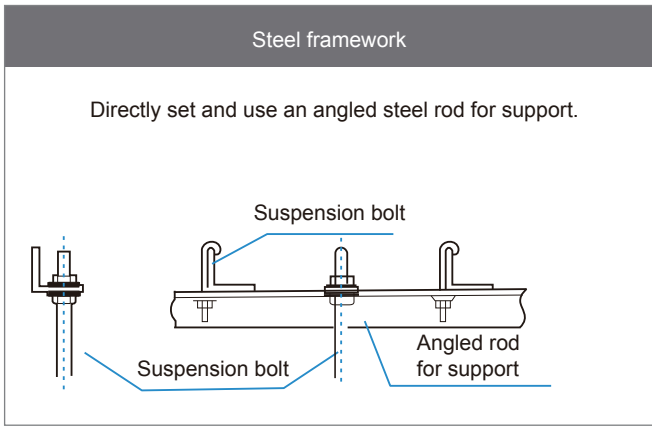 Steel framework
Directly set and use an angled steel rod for support.
Suspension bolt
Suspension bolt
Angled rod
for support